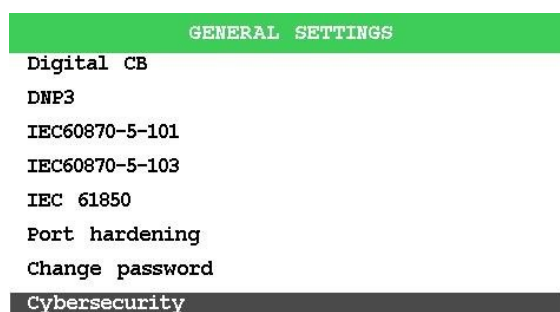 GENERAL SETTINGS
Digital CB
DNP3
IEC60870-5-101
IEC60870-5-103
IEC 61850
Port hardening
Change password
Cybersecurity